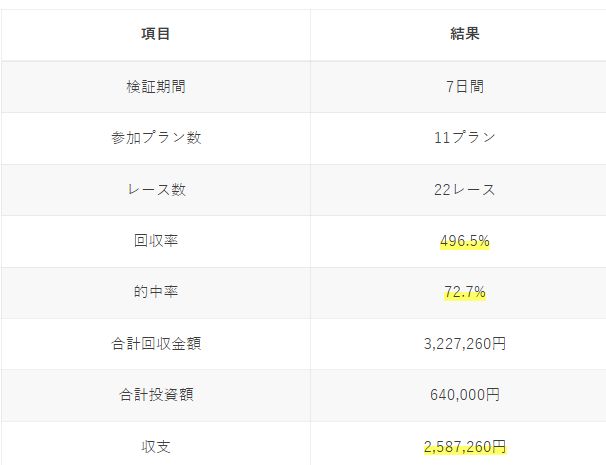 項目 結果
検証期間 7日間
参加プラン数 11プラン
レース数 22レース
回収率 496.5%
的中率 72.7%
合計回収金額 3,227,260円
合計投資額 640,000円
収支 2,587,260円